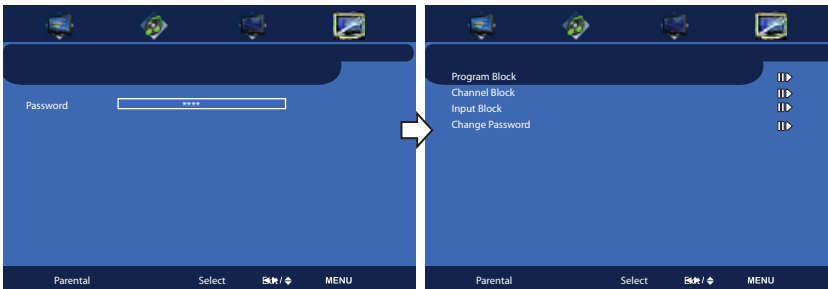 Password ****
Parental Select MENU
Program Block
Channel Block
Input Block
Change Password
Parental Select MENU